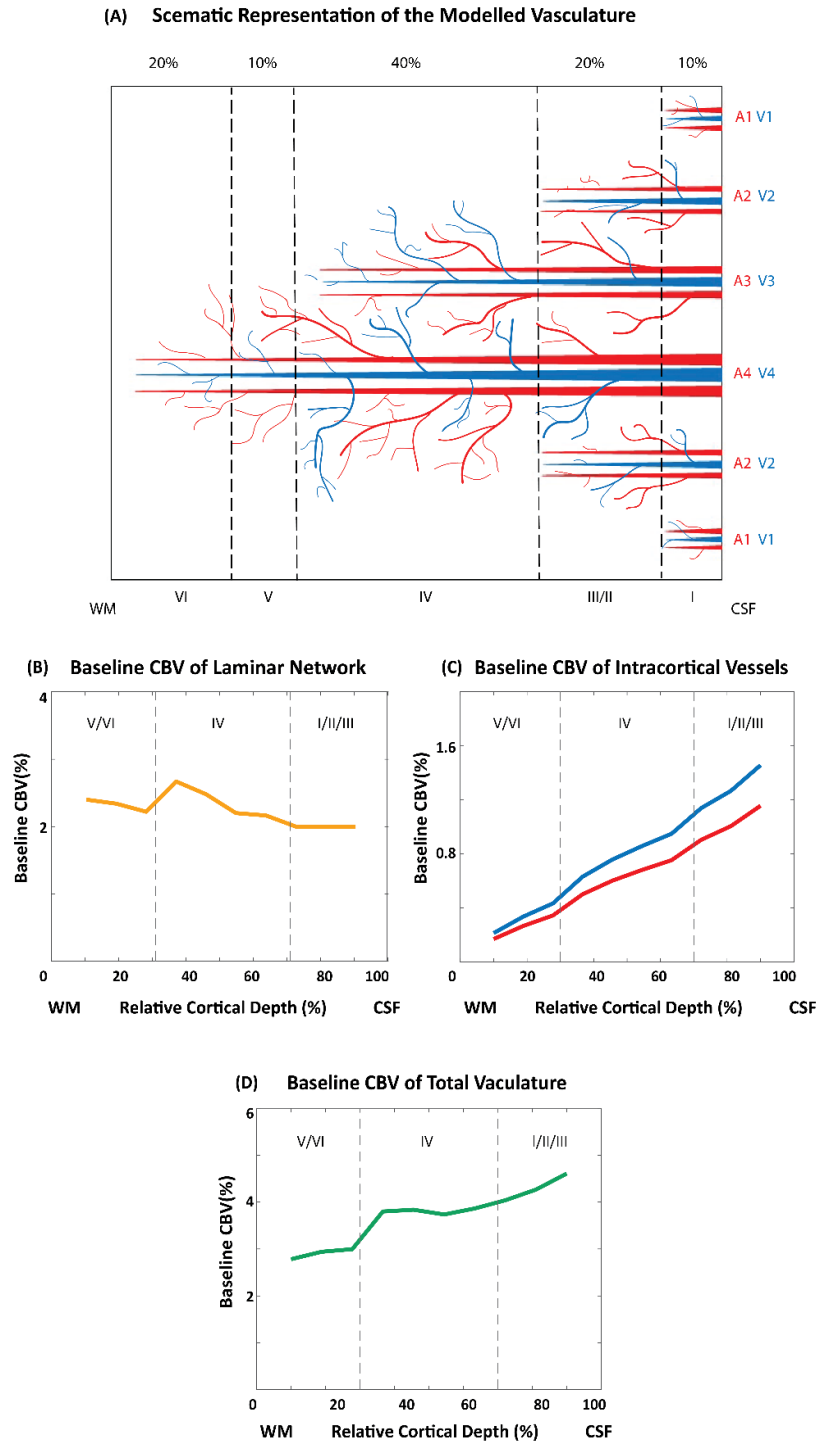 (A) Scematic Representation of the Modelled Vasculature
20% 10% 40% 20% 10%
A1 V1
A2 V2
A3 V3
A4 V4
A2 V2
A1 V1
WM VI V IV III/II I CSF
(B) Baseline CBV of Laminar Network
4
V/VI IV I/II/III
Baseline CBV(%)
2
0 20 40 60 80 100
WM Relative Cortical Depth (%) CSF
(C) Baseline CBV of Intracortical Vessels
V/VI IV I/II/III
1.6
Baseline CBV(%)
0.8
0 20 40 60 80 100
WM Relative Cortical Depth (%) CSF
(D) Baseline CBV of Total Vaculature
6
V/VI IV I/II/III
Baseline CBV(%)
4
2
0 20 40 60 80 100
WM Relative Cortical Depth (%) CSF